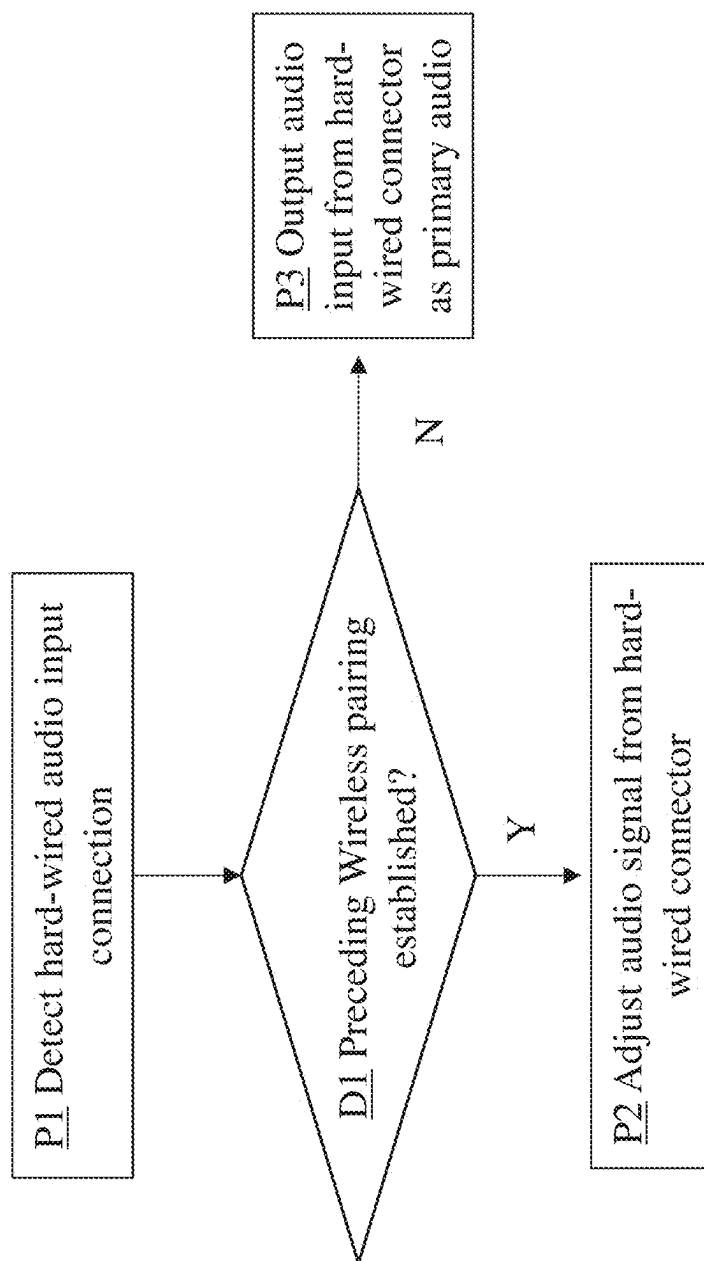 P1 Detect hard-wired audio input
connection
D1 Preceding Wireless pairing
established?
N
P3 Output audio
input from hard-
wired connector
as primary audio
Y
P2 Adjust audio signal from hard-
wired connector